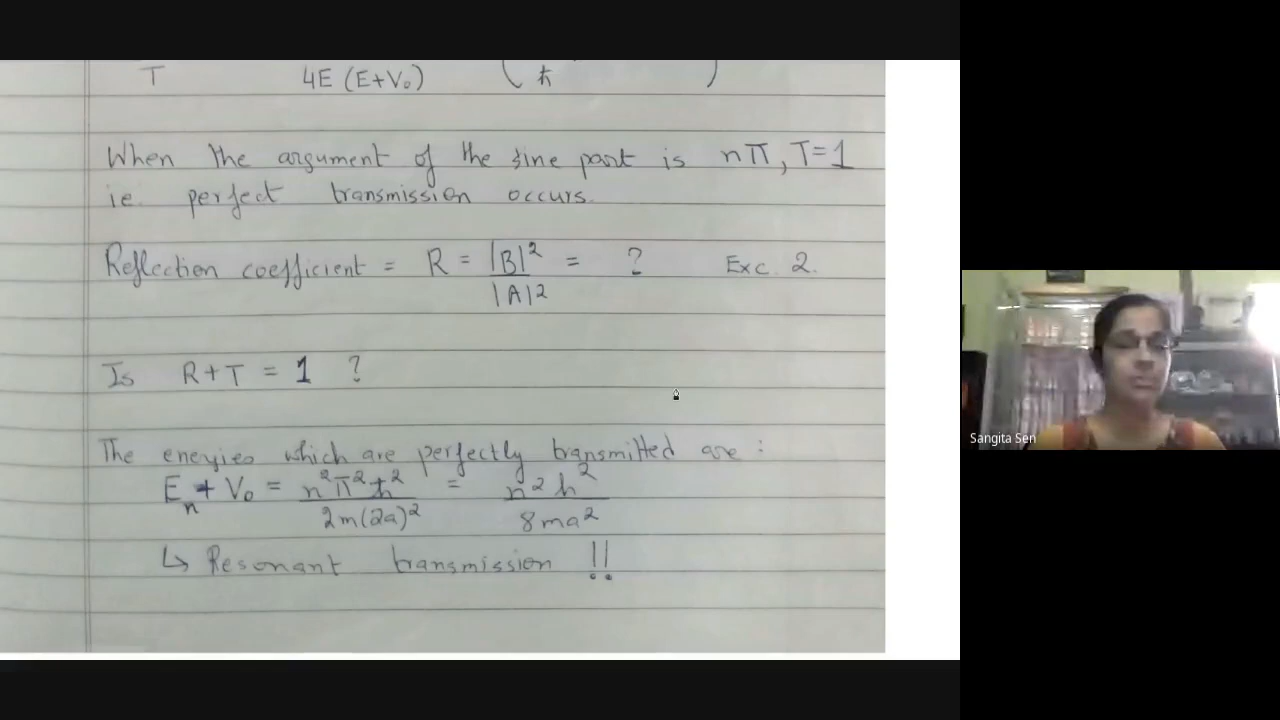 T 4E (E+V₀) ( ħ )
When the argument of the sine part is nπ, T=1
ie. perfect transmission occurs.
Reflection coefficient = R = |B|² / |A|² = ? Exc. 2.
Is R+T = 1 ?
The energies which are perfectly transmitted are :
Eₙ + V₀ = n²π²ħ² / 2m(2a)² = n²h² / 8ma²
↳ Resonant transmission !!
Sangita Sen